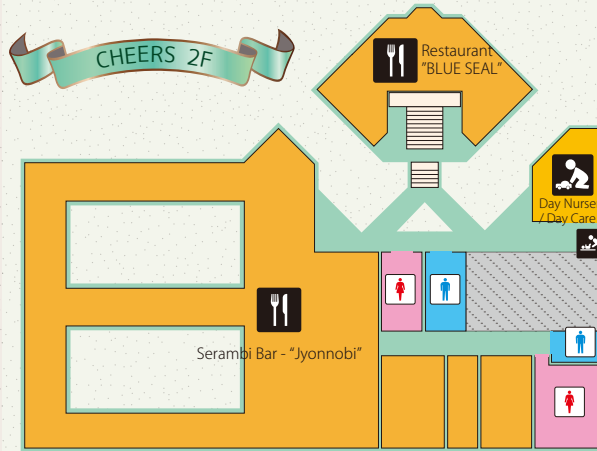 CHEERS 2F
Restaurant
"BLUE SEAL"
Day Nurse
/ Day Care
Serambi Bar - "Jyonnobi"